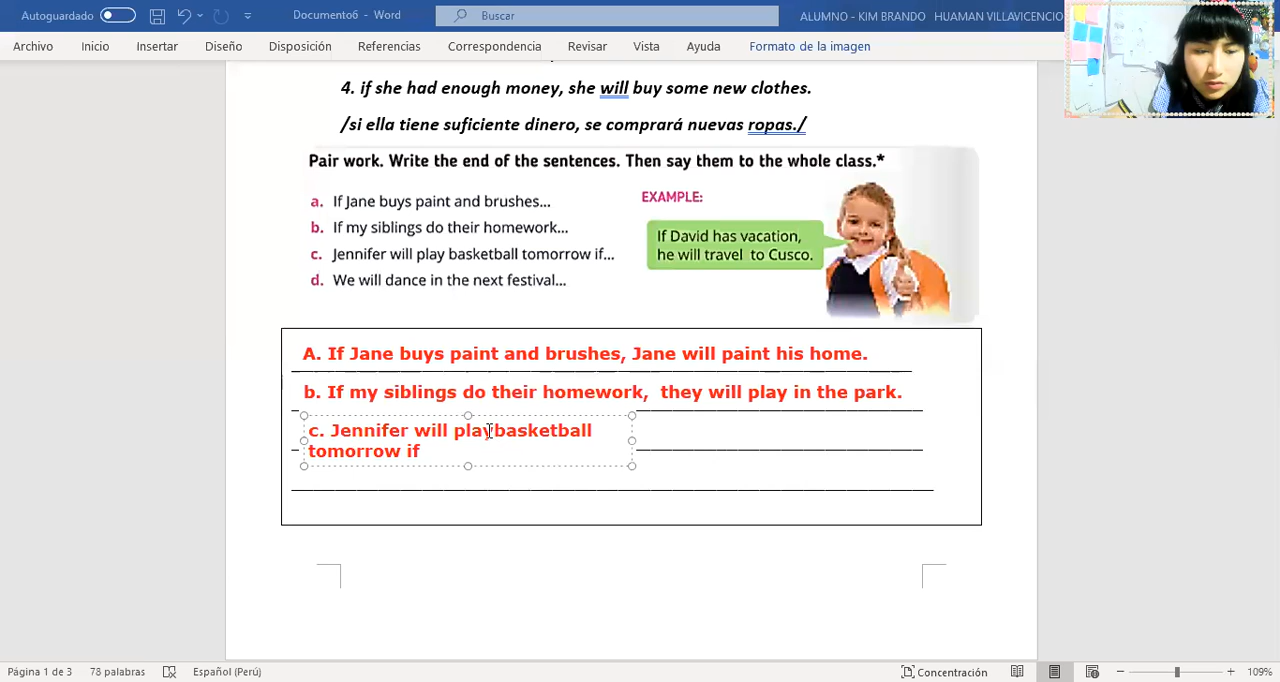 Autoguardado
Documento6 - Word
Buscar
ALUMNO - KIM BRANDO HUAMAN VILLAVICENCIO
Archivo Inicio Insertar Diseño Disposición Referencias Correspondencia Revisar Vista Ayuda Formato de la imagen
4. if she had enough money, she will buy some new clothes.
/si ella tiene suficiente dinero, se comprará nuevas ropas./
Pair work. Write the end of the sentences. Then say them to the whole class.*
a. If Jane buys paint and brushes...
b. If my siblings do their homework...
c. Jennifer will play basketball tomorrow if...
d. We will dance in the next festival...
EXAMPLE:
If David has vacation,
he will travel to Cusco.
A. If Jane buys paint and brushes, Jane will paint his home.
b. If my siblings do their homework, they will play in the park.
c. Jennifer will play basketball
tomorrow if
Página 1 de 3 78 palabras Español (Perú) Concentración 109%